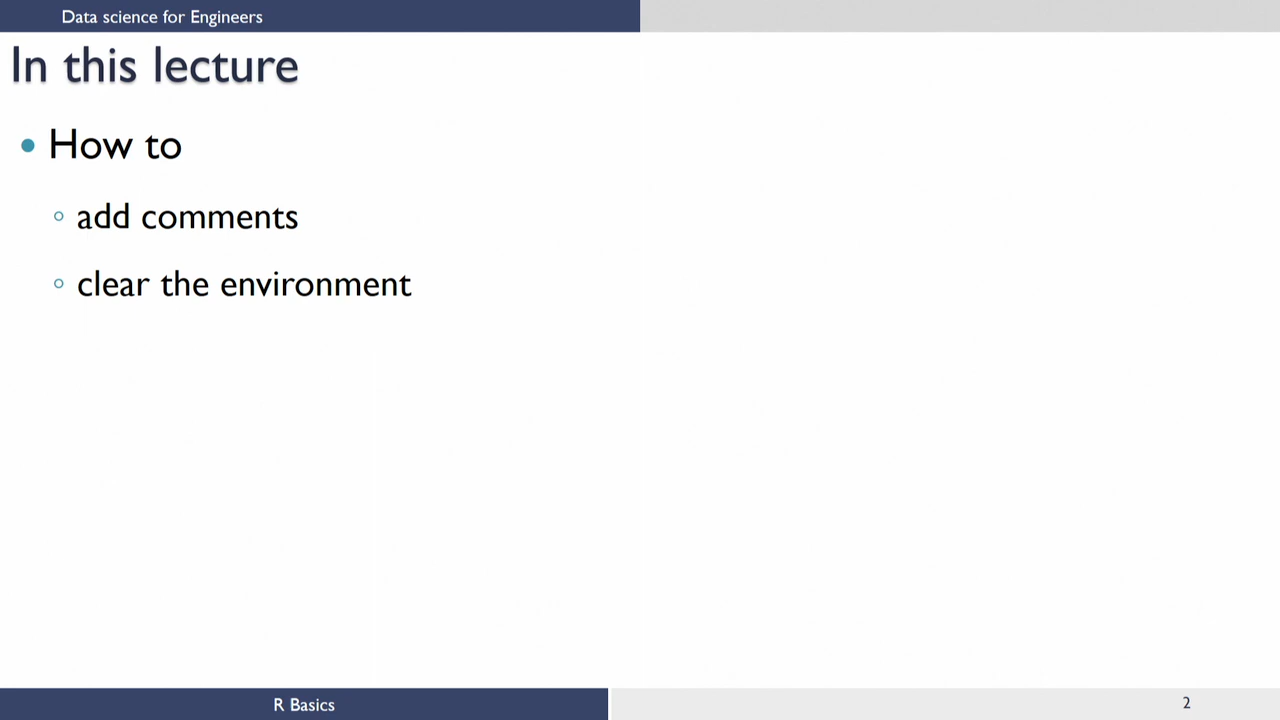 Data science for Engineers
In this lecture
• How to
◦ add comments
◦ clear the environment
R Basics
2